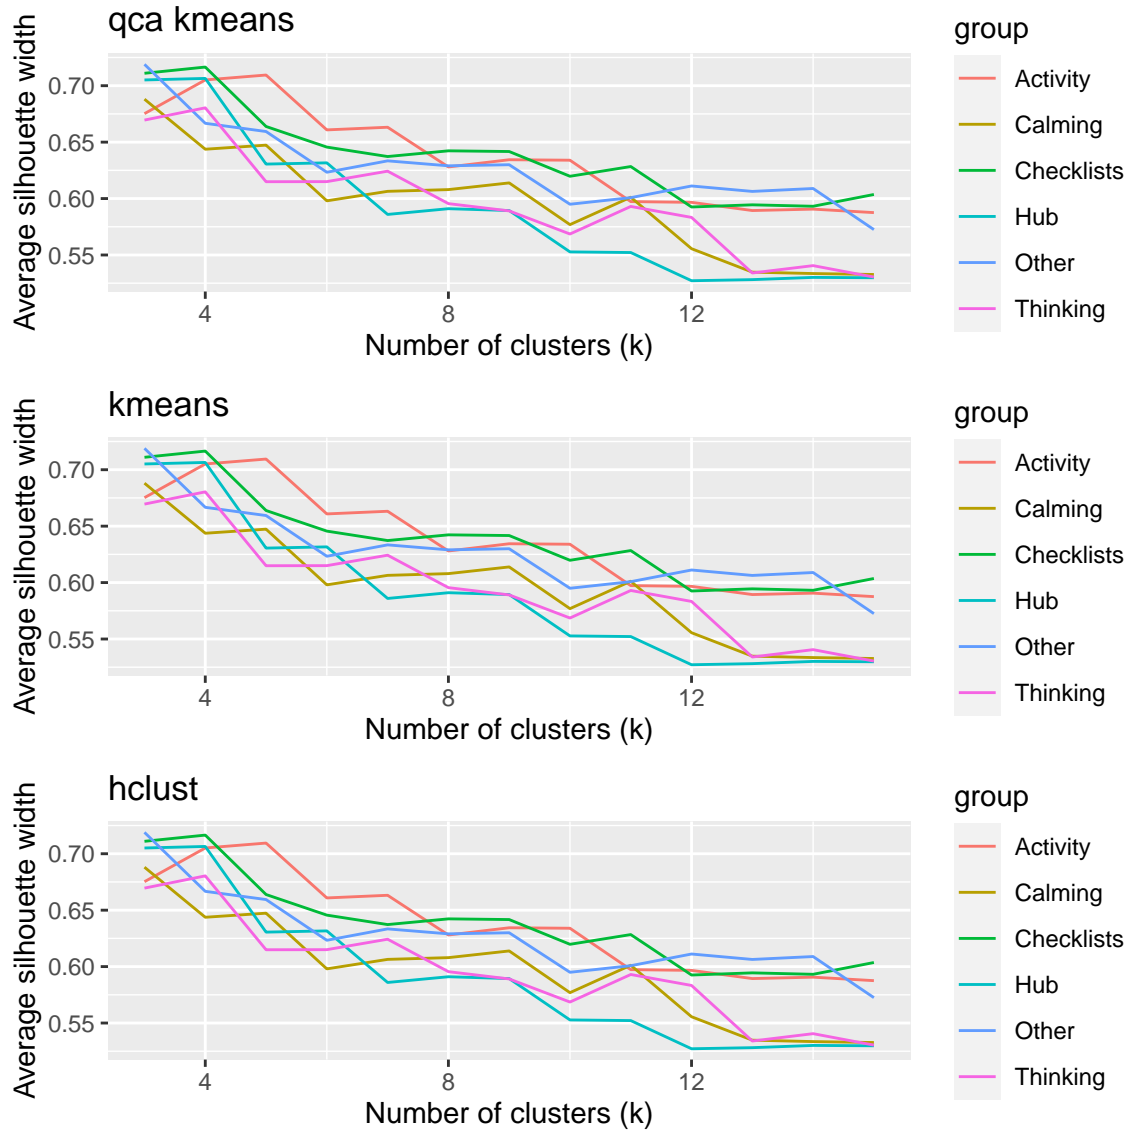 qca kmeans
Average silhouette width
0.70
0.65
0.60
0.55
4
8
12
Number of clusters (k)
group
Activity
Calming
Checklists
Hub
Other
Thinking
kmeans
Average silhouette width
0.70
0.65
0.60
0.55
4
8
12
Number of clusters (k)
group
Activity
Calming
Checklists
Hub
Other
Thinking
hclust
Average silhouette width
0.70
0.65
0.60
0.55
4
8
12
Number of clusters (k)
group
Activity
Calming
Checklists
Hub
Other
Thinking